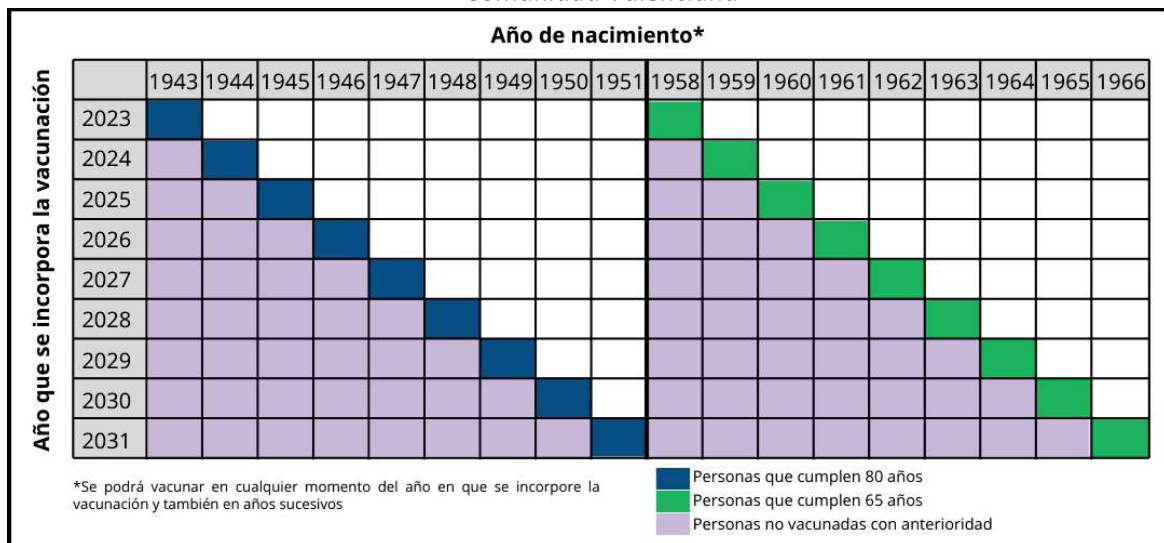 Comunidad Valenciana
Año de nacimiento*
Año que se incorpora la vacunación
1943 1944 1945 1946 1947 1948 1949 1950 1951 1958 1959 1960 1961 1962 1963 1964 1965 1966
2023
2024
2025
2026
2027
2028
2029
2030
2031
*Se podrá vacunar en cualquier momento del año en que se incorpore la
vacunación y también en años sucesivos
Personas que cumplen 80 años
Personas que cumplen 65 años
Personas no vacunadas con anterioridad